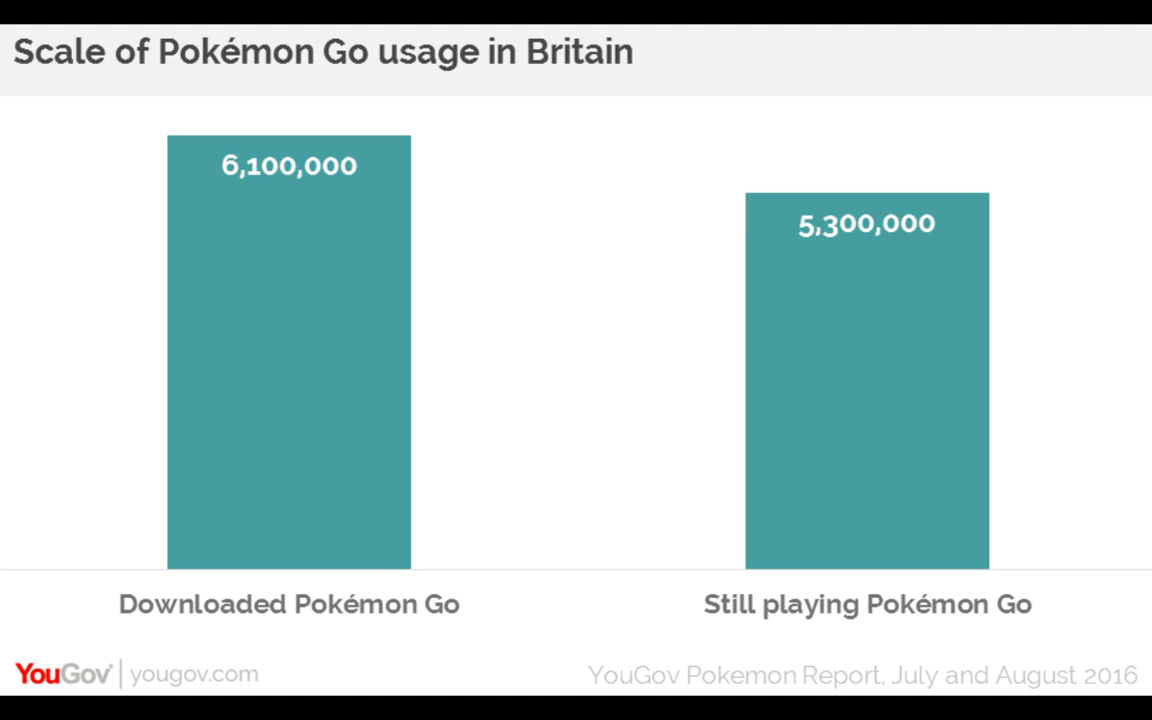 Scale of Pokémon Go usage in Britain
6,100,000
5,300,000
Downloaded Pokémon Go
Still playing Pokémon Go
YouGov | yougov.com
YouGov Pokemon Report, July and August 2016